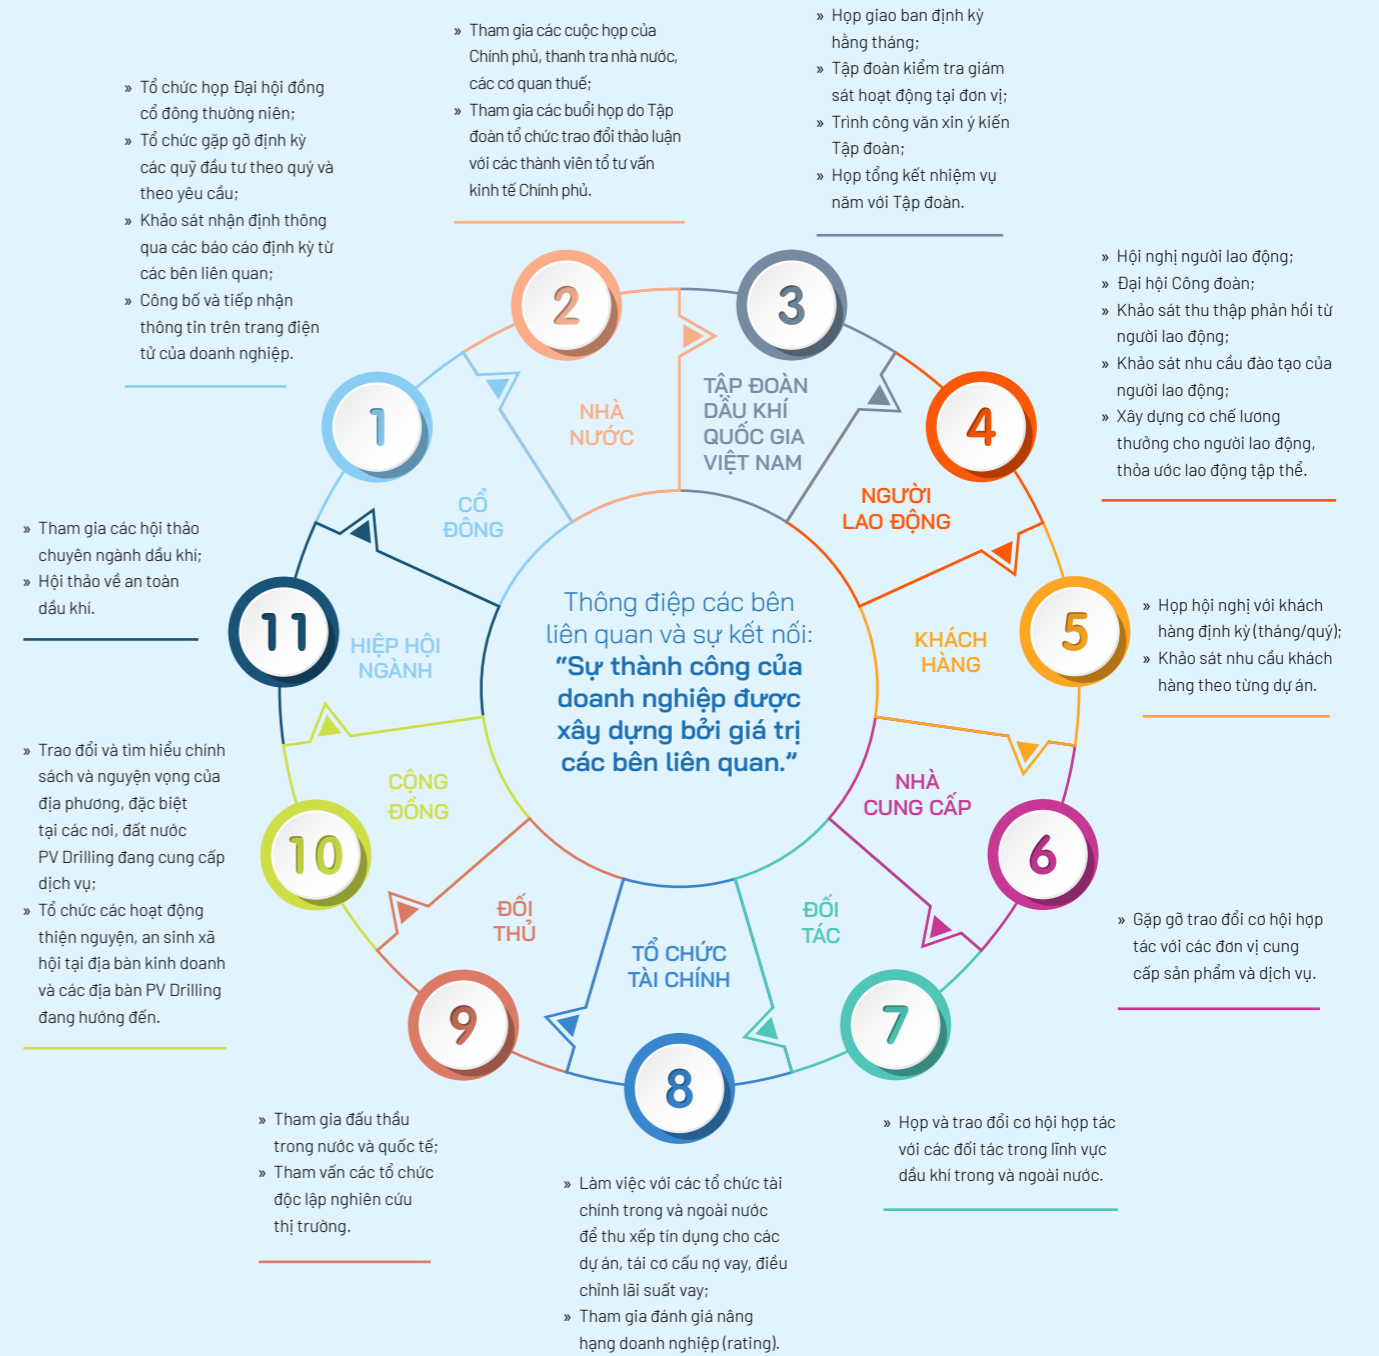 » Tổ chức họp Đại hội đồng
cổ đông thường niên;
» Tổ chức gặp gỡ định kỳ
các quỹ đầu tư theo quý và
theo yêu cầu;
» Khảo sát nhận định thông
qua các báo cáo định kỳ từ
các bên liên quan;
» Công bố và tiếp nhận
thông tin trên trang điện
tử của doanh nghiệp.
1
CỔ
ĐÔNG
» Tham gia các cuộc họp của
Chính phủ, thanh tra nhà nước,
các cơ quan thuế;
» Tham gia các buổi họp do Tập
đoàn tổ chức trao đổi thảo luận
với các thành viên tổ tư vấn
kinh tế Chính phủ.
2
NHÀ
NƯỚC
» Họp giao ban định kỳ
hằng tháng;
» Tập đoàn kiểm tra giám
sát hoạt động tại đơn vị;
» Trình công văn xin ý kiến
Tập đoàn;
» Họp tổng kết nhiệm vụ
năm với Tập đoàn.
3
TẬP ĐOÀN
DẦU KHÍ
QUỐC GIA
VIỆT NAM
» Hội nghị người lao động;
» Đại hội Công đoàn;
» Khảo sát thu thập phản hồi từ
người lao động;
» Khảo sát nhu cầu đào tạo của
người lao động;
» Xây dựng cơ chế lương
thưởng cho người lao động,
thỏa ước lao động tập thể.
4
NGƯỜI
LAO ĐỘNG
» Họp hội nghị với khách
hàng định kỳ (tháng/quý);
» Khảo sát nhu cầu khách
hàng theo từng dự án.
5
KHÁCH
HÀNG
» Gặp gỡ trao đổi cơ hội hợp
tác với các đơn vị cung
cấp sản phẩm và dịch vụ.
6
NHÀ
CUNG CẤP
» Họp và trao đổi cơ hội hợp tác
với các đối tác trong lĩnh vực
dầu khí trong và ngoài nước.
7
ĐỐI
TÁC
» Làm việc với các tổ chức tài
chính trong và ngoài nước
để thu xếp tín dụng cho các
dự án, tái cơ cấu nợ vay, điều
chỉnh lãi suất vay;
» Tham gia đánh giá nâng
hạng doanh nghiệp (rating).
8
TỔ CHỨC
TÀI CHÍNH
» Tham gia đấu thầu
trong nước và quốc tế;
» Tham vấn các tổ chức
độc lập nghiên cứu
thị trường.
9
ĐỐI
THỦ
» Trao đổi và tìm hiểu chính
sách và nguyện vọng của
địa phương, đặc biệt
tại các nơi, đất nước
PV Drilling đang cung cấp
dịch vụ;
» Tổ chức các hoạt động
thiện nguyện, an sinh xã
hội tại địa bàn kinh doanh
và các địa bàn PV Drilling
đang hướng đến.
10
CỘNG
ĐỒNG
» Tham gia các hội thảo
chuyên ngành dầu khí;
» Hội thảo về an toàn
dầu khí.
11
HIỆP HỘI
NGÀNH
Thông điệp các bên
liên quan và sự kết nối:
“Sự thành công của
doanh nghiệp được
xây dựng bởi giá trị
các bên liên quan.”